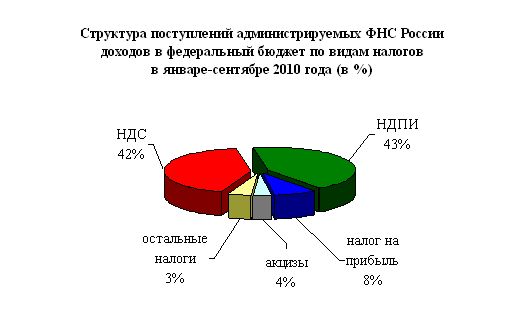 Структура поступлений администрируемых ФНС России
доходов в федеральный бюджет по видам налогов
в январе-сентябре 2010 года (в %)
НДС
42%
НДПИ
43%
остальные
налоги
3%
акцизы
4%
налог на
прибыль
8%